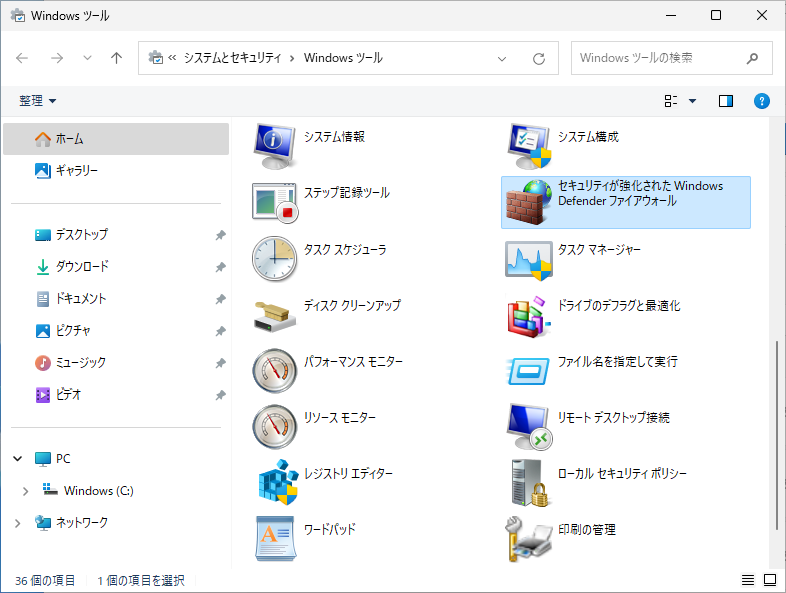 Windows ツール
« システムとセキュリティ › Windows ツール
Windows ツールの検索
整理
?
ホーム
ギャラリー
デスクトップ
ダウンロード
ドキュメント
ピクチャ
ミュージック
ビデオ
PC
Windows (C:)
ネットワーク
システム情報
システム構成
ステップ記録ツール
セキュリティが強化された Windows
Defender ファイアウォール
タスク スケジューラ
タスク マネージャー
ディスク クリーンアップ
ドライブのデフラグと最適化
パフォーマンス モニター
ファイル名を指定して実行
リソース モニター
リモート デスクトップ接続
レジストリ エディター
ローカル セキュリティ ポリシー
ワードパッド
印刷の管理
36 個の項目
1 個の項目を選択